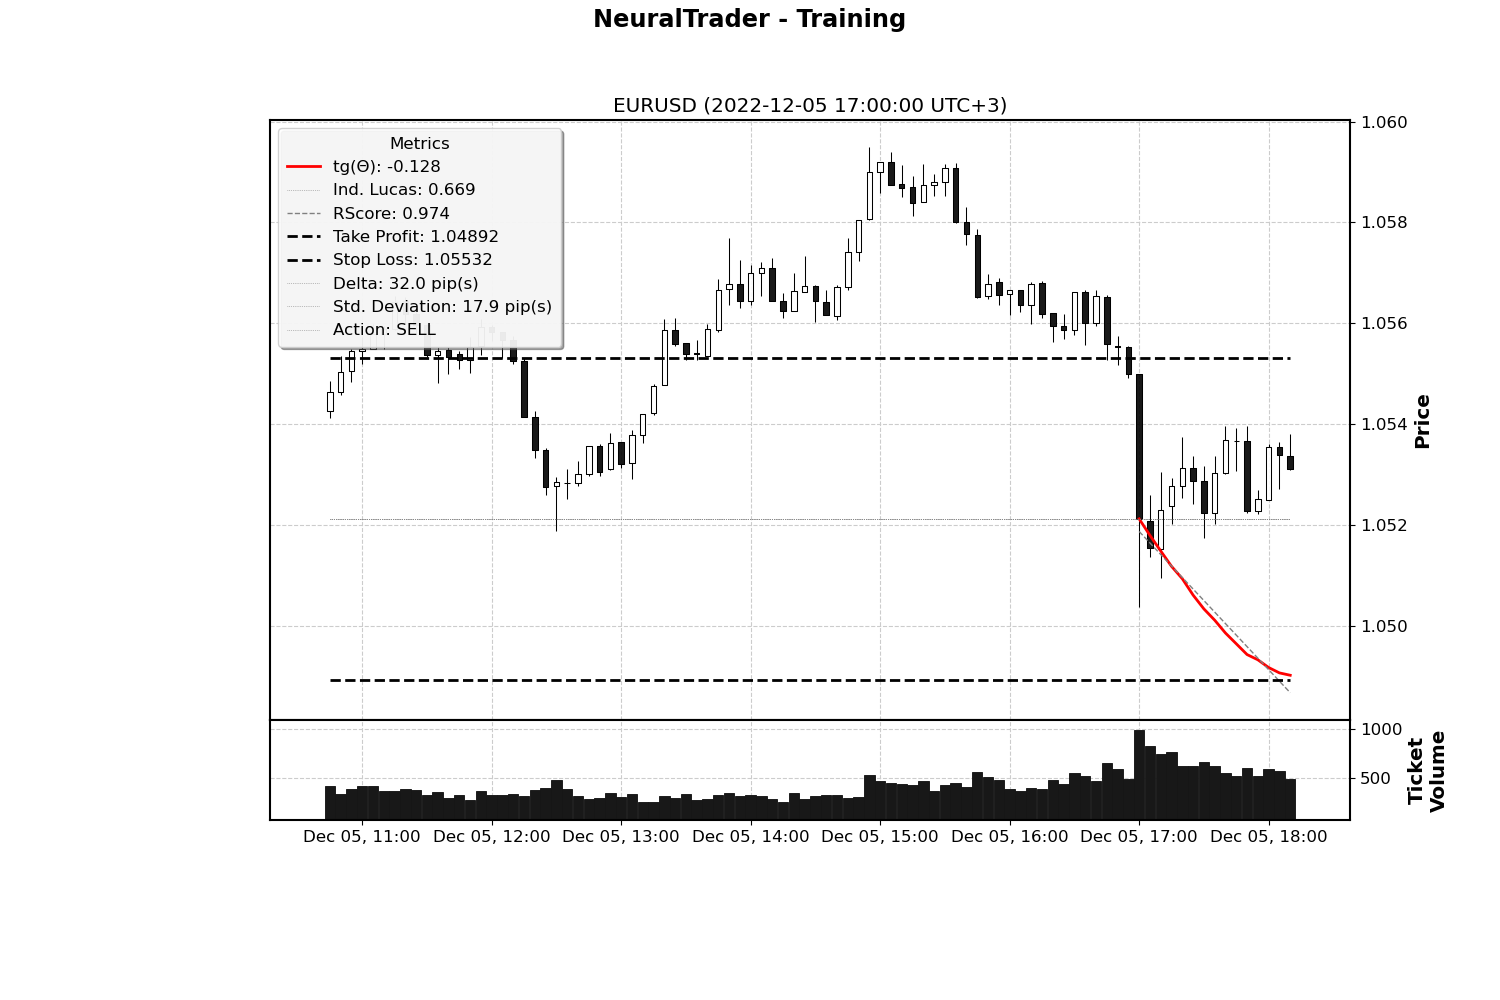 NeuralTrader - Training
EURUSD (2022-12-05 17:00:00 UTC+3)
Metrics
tg(Θ): -0.128
Ind. Lucas: 0.669
RScore: 0.974
Take Profit: 1.04892
Stop Loss: 1.05532
Delta: 32.0 pip(s)
Std. Deviation: 17.9 pip(s)
Action: SELL
1.060
1.058
1.056
1.054
1.052
1.050
Price
1000
500
Ticket
Volume
Dec 05, 11:00
Dec 05, 12:00
Dec 05, 13:00
Dec 05, 14:00
Dec 05, 15:00
Dec 05, 16:00
Dec 05, 17:00
Dec 05, 18:00